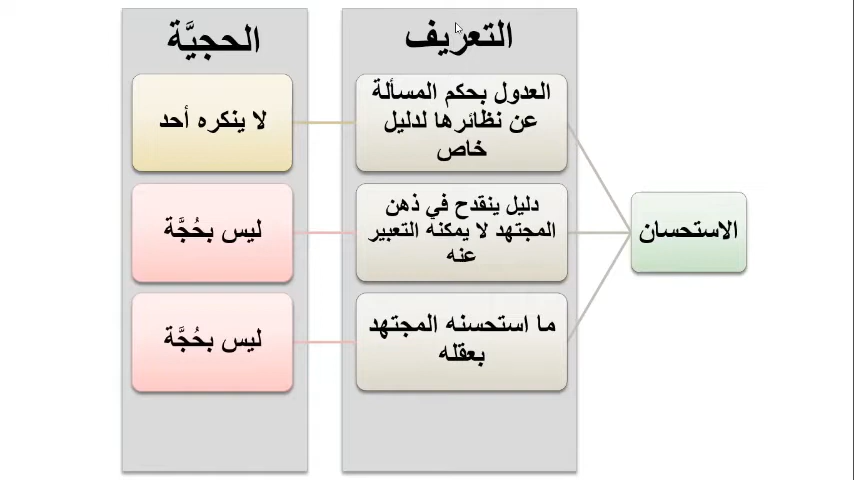 التعريف
الحجيَّة
العدول بحكم المسألة
عن نظائرها لدليل
خاص
لا ينكره أحد
الاستحسان
دليل ينقدح في ذهن
المجتهد لا يمكنه التعبير
عنه
ليس بحُجَّة
ما استحسنه المجتهد
بعقله
ليس بحُجَّة